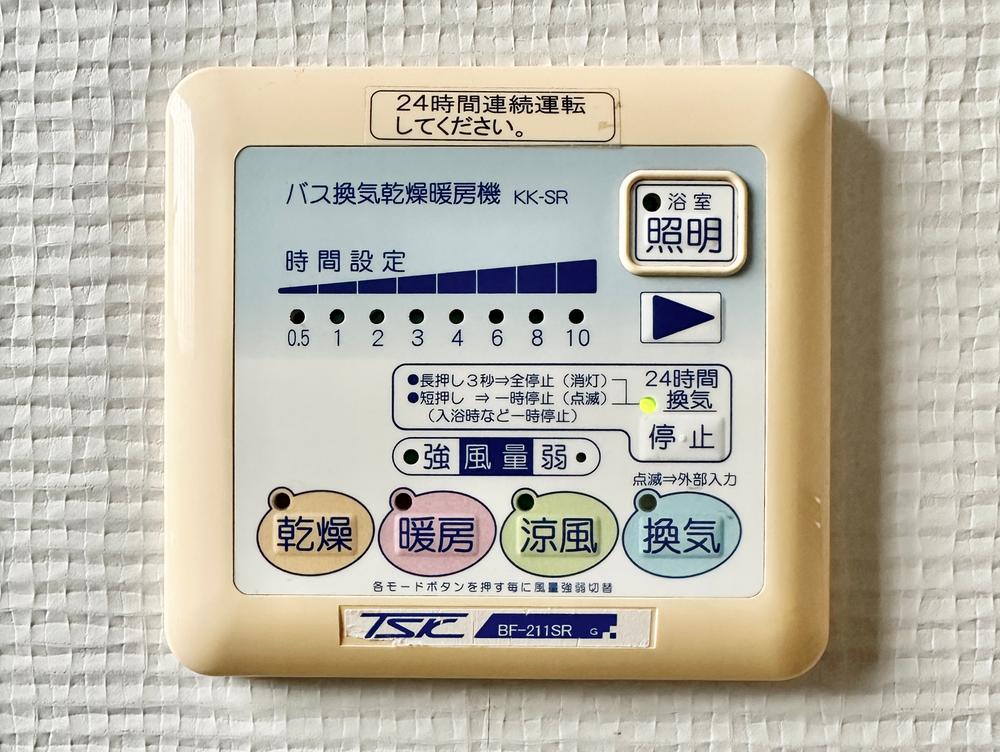 24時間連続運転
してください。
バス換気乾燥暖房機 KK-SR
浴室
照明
時間設定
0.5 1 2 3 4 6 8 10
●長押し3秒⇒全停止（消灯）
●短押し ⇒一時停止（点滅）
（入浴時など一時停止）
24時間
換気
停止
強 風量 弱
点滅⇒外部入力
乾燥 暖房 涼風 換気
各モードボタンを押す毎に風量強弱切替
TSK BF-211SR G